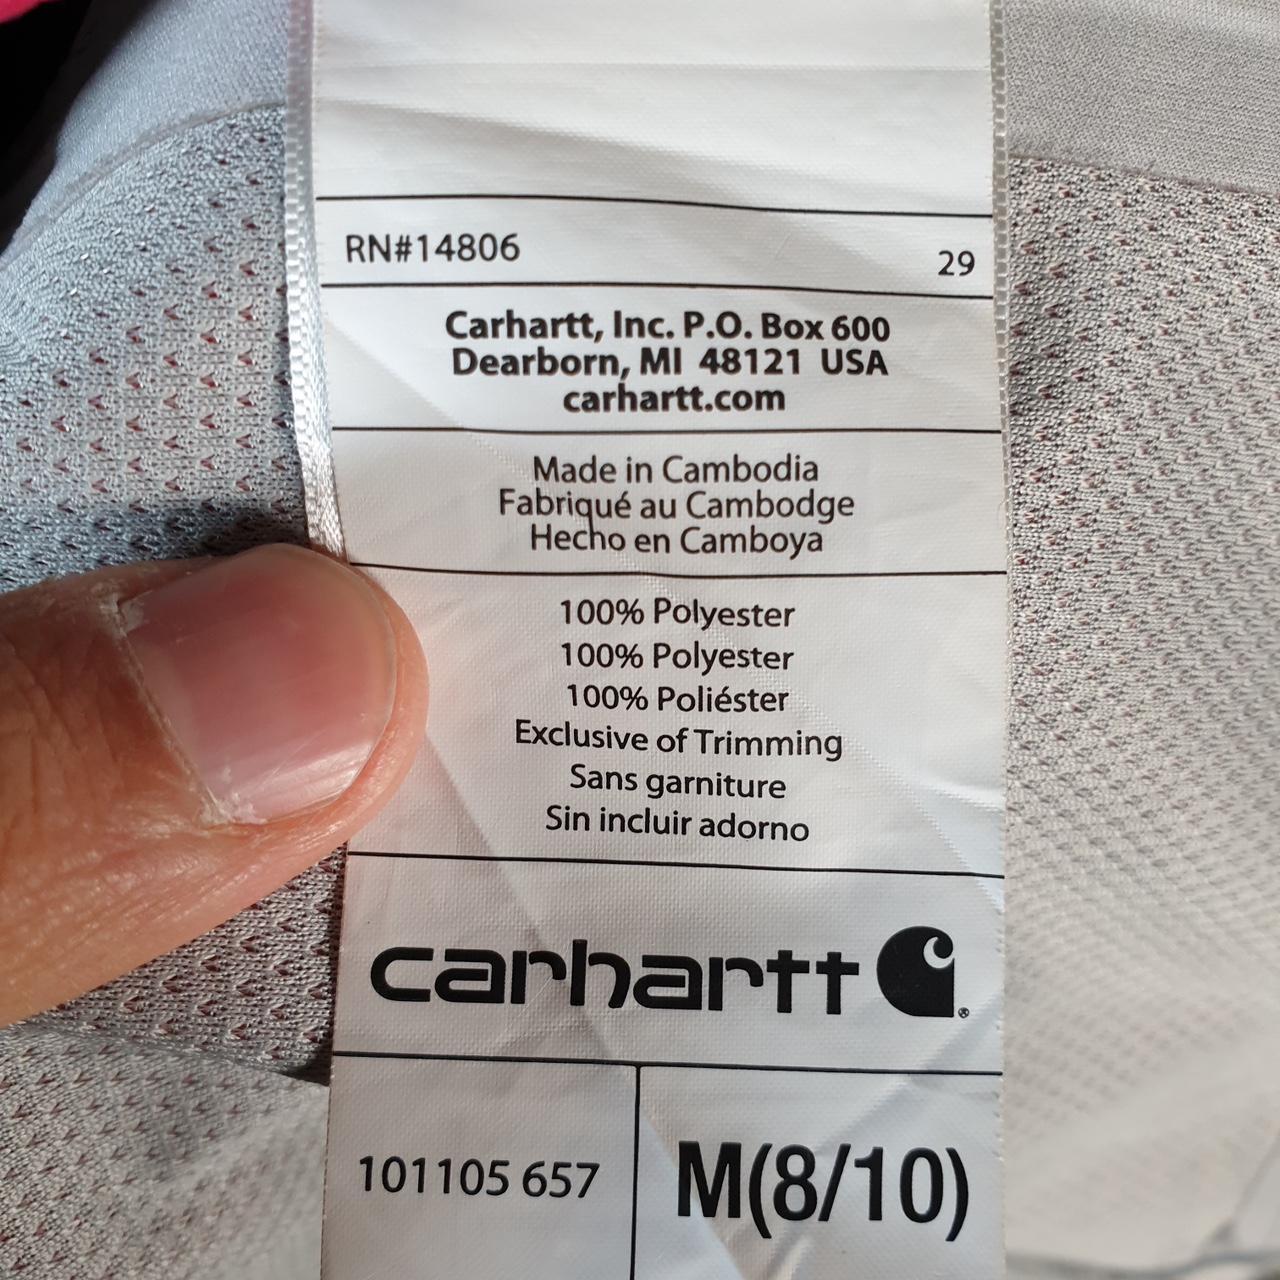 RN#14806 29
Carhartt, Inc. P.O. Box 600
Dearborn, MI 48121 USA
carhartt.com
Made in Cambodia
Fabriqué au Cambodge
Hecho en Camboya
100% Polyester
100% Polyester
100% Poliéster
Exclusive of Trimming
Sans garniture
Sin incluir adorno
carhartt ®
101105 657 M(8/10)